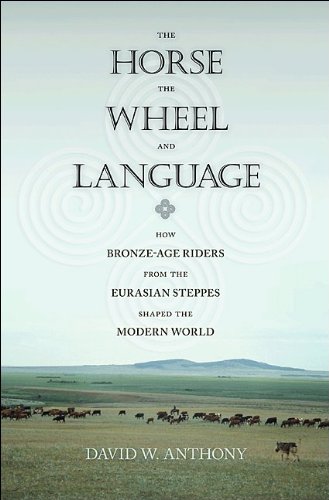 THE
HORSE
THE
WHEEL
AND
LANGUAGE
HOW
BRONZE-AGE RIDERS
FROM THE
EURASIAN STEPPES
SHAPED THE
MODERN WORLD
DAVID W. ANTHONY